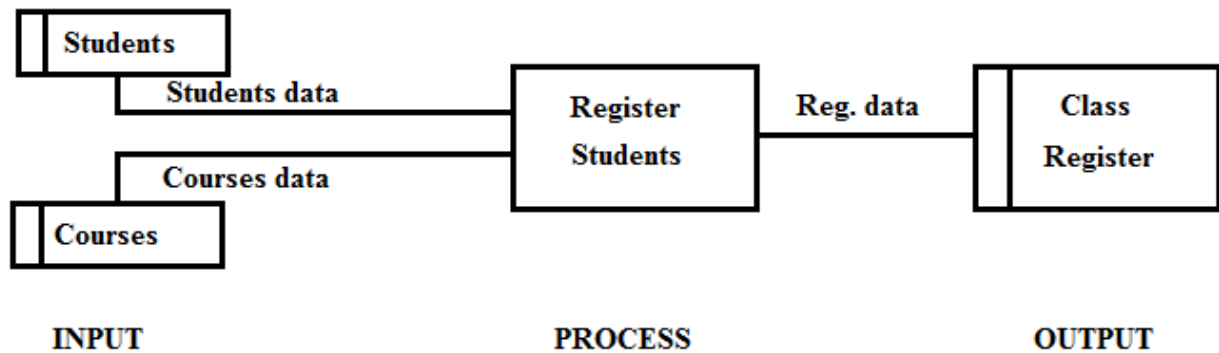 Students
Students data
Register
Students
Reg. data
Class
Register
Courses data
Courses
INPUT
PROCESS
OUTPUT